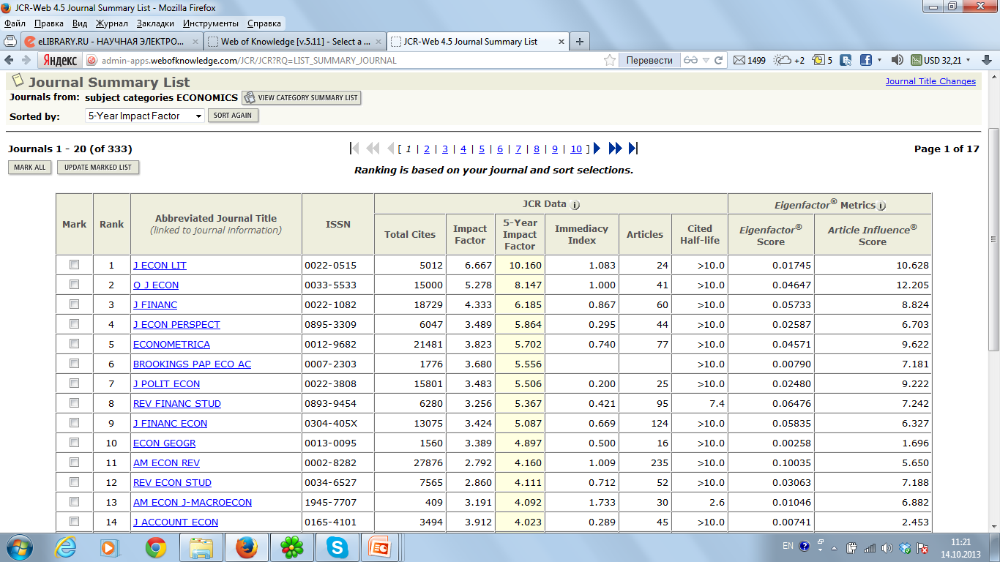 JCR-Web 4.5 Journal Summary List - Mozilla Firefox
Файл Правка Вид Журнал Закладки Инструменты Справка
eLIBRARY.RU - НАУЧНАЯ ЭЛЕКТРО... Web of Knowledge [v.5.11] - Select a ... JCR-Web 4.5 Journal Summary List
Яндекс admin-apps.webofknowledge.com/JCR/JCR?RQ=LIST_SUMMARY_JOURNAL Перевести 1499 +2 5 USD 32,21
Journal Summary List Journal Title Changes
Journals from: subject categories ECONOMICS VIEW CATEGORY SUMMARY LIST
Sorted by: 5-Year Impact Factor SORT AGAIN
Journals 1 - 20 (of 333) [ 1 | 2 | 3 | 4 | 5 | 6 | 7 | 8 | 9 | 10 ] Page 1 of 17
MARK ALL UPDATE MARKED LIST Ranking is based on your journal and sort selections.
Mark Rank Abbreviated Journal Title (linked to journal information) ISSN JCR Data i Eigenfactor® Metrics i
Total Cites Impact Factor 5-Year Impact Factor Immediacy Index Articles Cited Half-life Eigenfactor® Score Article Influence® Score
1 J ECON LIT 0022-0515 5012 6.667 10.160 1.083 24 >10.0 0.01745 10.628
2 Q J ECON 0033-5533 15000 5.278 8.147 1.000 41 >10.0 0.04647 12.205
3 J FINANC 0022-1082 18729 4.333 6.185 0.867 60 >10.0 0.05733 8.824
4 J ECON PERSPECT 0895-3309 6047 3.489 5.864 0.295 44 >10.0 0.02587 6.703
5 ECONOMETRICA 0012-9682 21481 3.823 5.702 0.740 77 >10.0 0.04571 9.622
6 BROOKINGS PAP ECO AC 0007-2303 1776 3.680 5.556 >10.0 0.00790 7.181
7 J POLIT ECON 0022-3808 15801 3.483 5.506 0.200 25 >10.0 0.02480 9.222
8 REV FINANC STUD 0893-9454 6280 3.256 5.367 0.421 95 7.4 0.06476 7.242
9 J FINANC ECON 0304-405X 13075 3.424 5.087 0.669 124 >10.0 0.05835 6.327
10 ECON GEOGR 0013-0095 1560 3.389 4.897 0.500 16 >10.0 0.00258 1.696
11 AM ECON REV 0002-8282 27876 2.792 4.160 1.009 235 >10.0 0.10035 5.650
12 REV ECON STUD 0034-6527 7565 2.860 4.111 0.712 52 >10.0 0.03063 7.188
13 AM ECON J-MACROECON 1945-7707 409 3.191 4.092 1.733 30 2.6 0.01046 6.882
14 J ACCOUNT ECON 0165-4101 3494 3.912 4.023 0.289 45 >10.0 0.00741 2.453
EN 11:21
14.10.2013